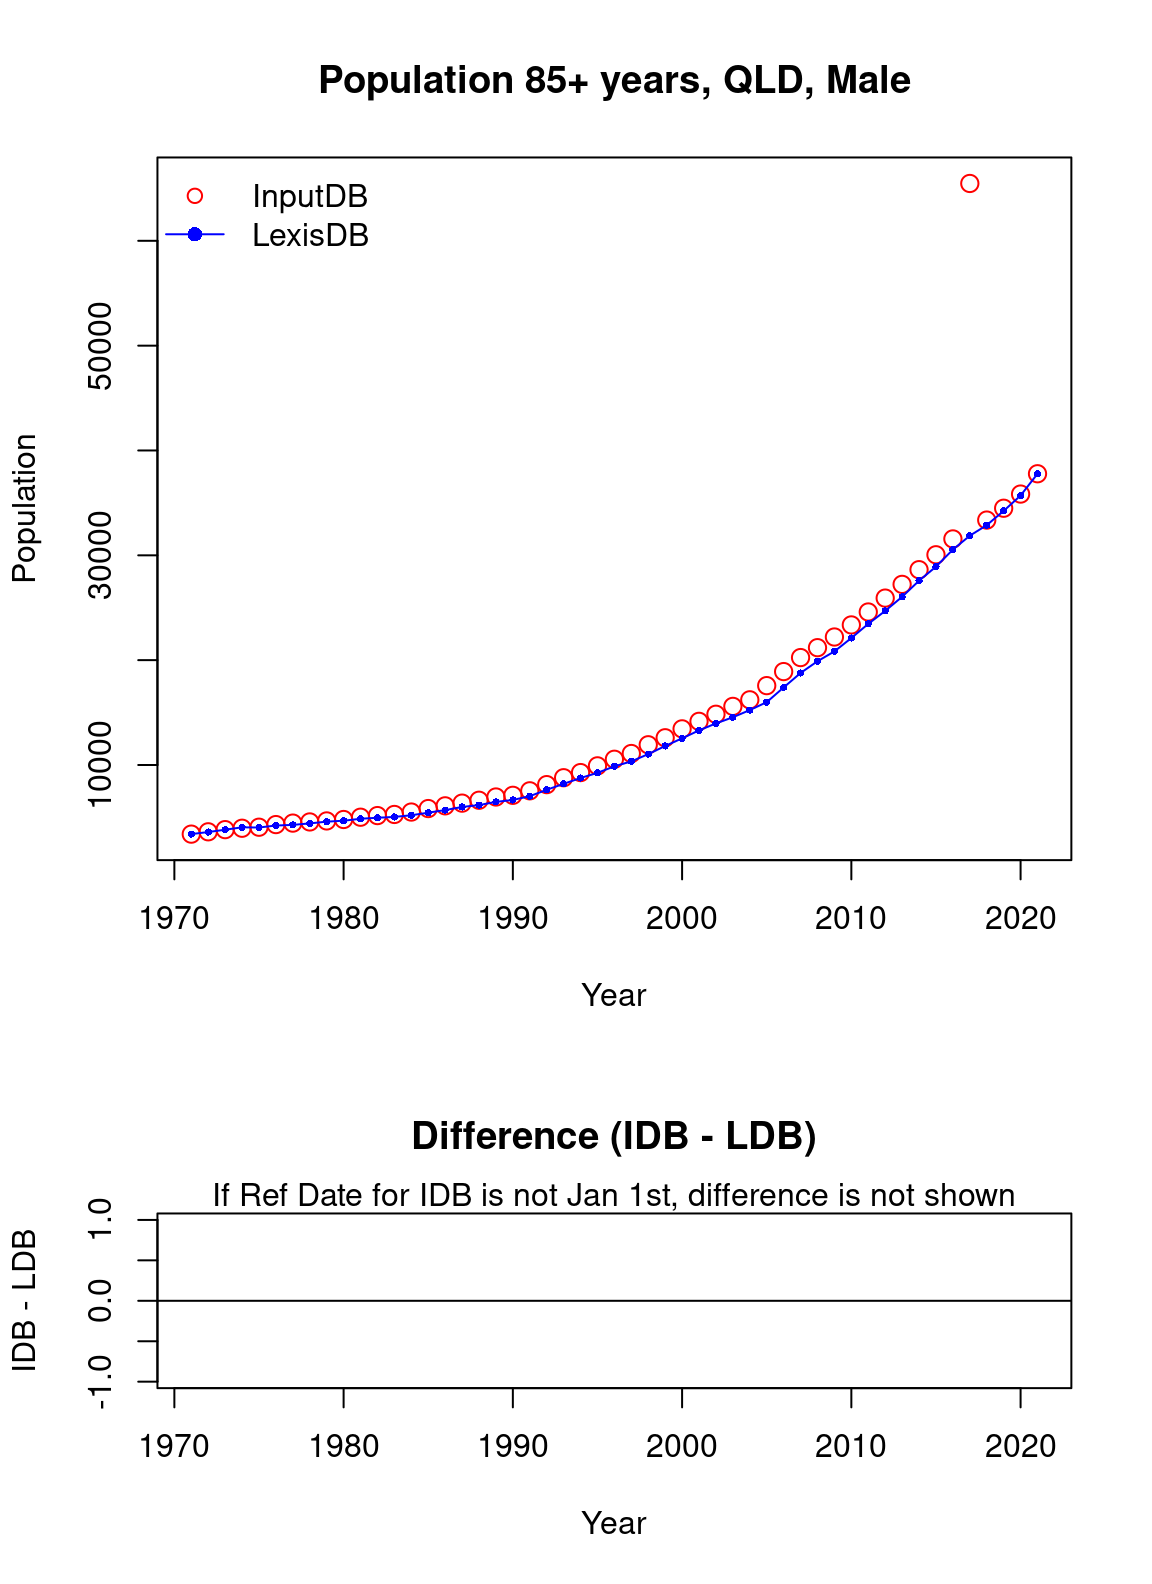 Population 85+ years, QLD, Male
InputDB
LexisDB
Population
10000
30000
50000
1970 1980 1990 2000 2010 2020
Year
Difference (IDB - LDB)
If Ref Date for IDB is not Jan 1st, difference is not shown
IDB - LDB
-1.0
0.0
1.0
1970 1980 1990 2000 2010 2020
Year